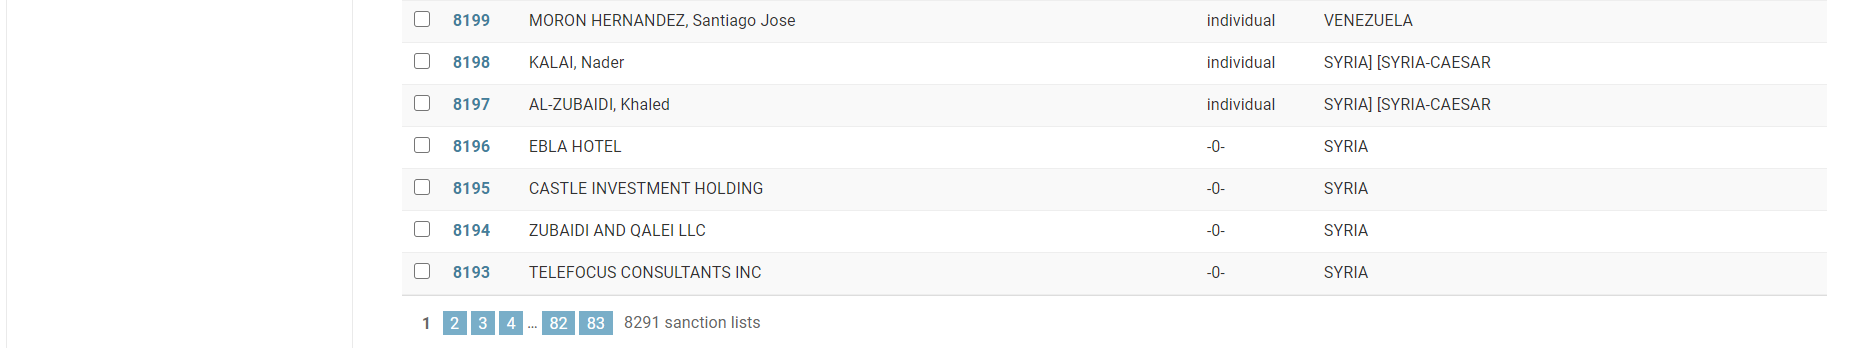 8199 MORON HERNANDEZ, Santiago Jose individual VENEZUELA
8198 KALAI, Nader individual SYRIA] [SYRIA-CAESAR
8197 AL-ZUBAIDI, Khaled individual SYRIA] [SYRIA-CAESAR
8196 EBLA HOTEL -0- SYRIA
8195 CASTLE INVESTMENT HOLDING -0- SYRIA
8194 ZUBAIDI AND QALEI LLC -0- SYRIA
8193 TELEFOCUS CONSULTANTS INC -0- SYRIA
1 2 3 4 ... 82 83 8291 sanction lists